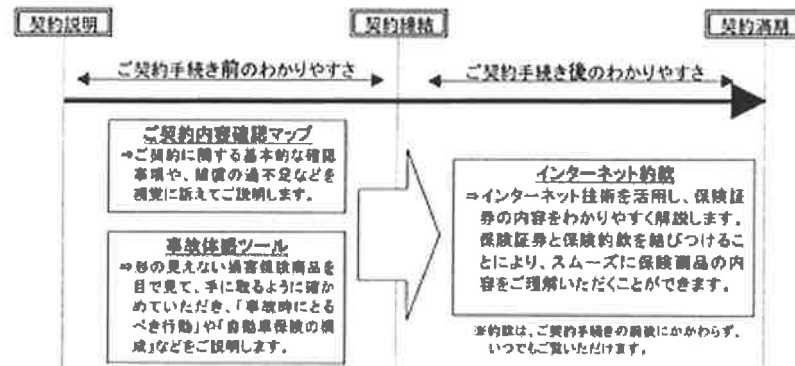 契約説明
契約締結
契約満期
ご契約手続き前のわかりやすさ
ご契約手続き後のわかりやすさ
ご契約内容確認マップ
⇒ご契約に関する基本的な確認
事項や、補償の過不足などを
視覚に訴えてご説明します。
事故体感ツール
⇒形の見えない損害保険商品を
目で見て、手に取るように確か
めていただき、「事故時にとる
べき行動」や「自動車保険の構
成」などをご説明します。
インターネット約款
⇒インターネット技術を活用し、保険証
券の内容をわかりやすく解説します。
保険証券と保険約款を結びつけるこ
とにより、スムーズに保険商品の内
容をご理解いただくことができます。
※約款は、ご契約手続きの前後にかかわらず、
いつでもご覧いただけます。